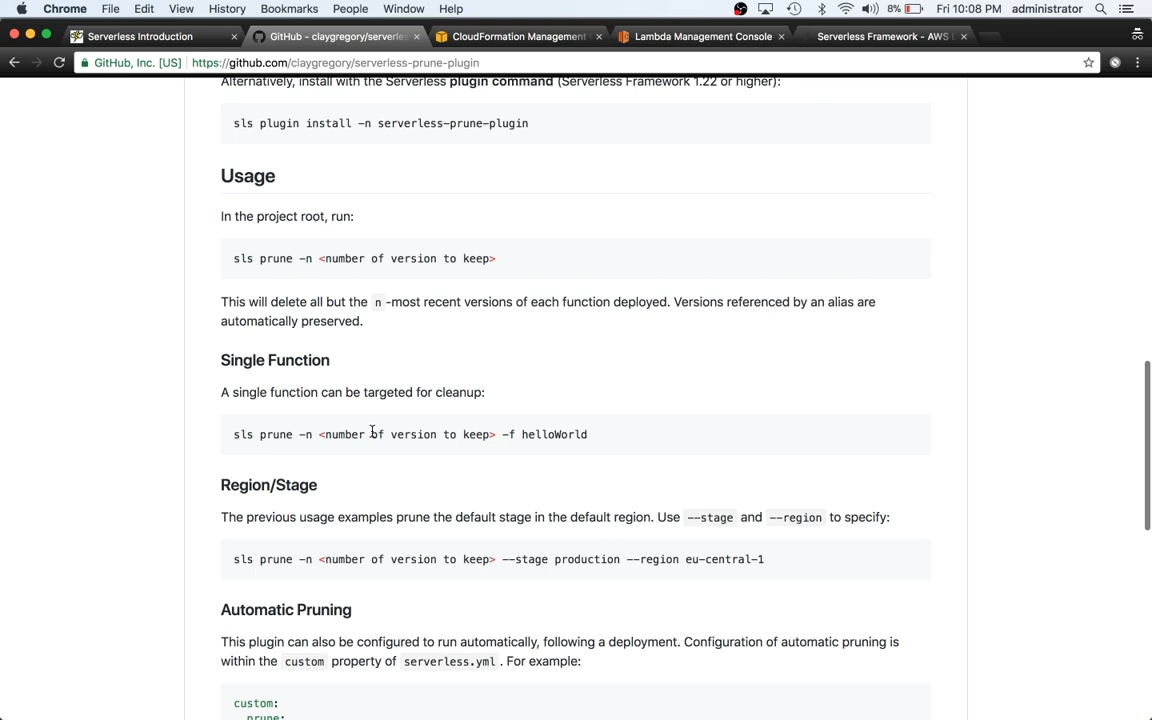 Chrome File Edit View History Bookmarks People Window Help 8% Fri 10:08 PM administrator
Serverless Introduction × GitHub - claygregory/serverles × CloudFormation Management × Lambda Management Console × Serverless Framework - AWS L ×
GitHub, Inc. [US] https://github.com/claygregory/serverless-prune-plugin
Alternatively, install with the Serverless plugin command (Serverless Framework 1.22 or higher):
sls plugin install -n serverless-prune-plugin
Usage
In the project root, run:
sls prune -n <number of version to keep>
This will delete all but the n -most recent versions of each function deployed. Versions referenced by an alias are
automatically preserved.
Single Function
A single function can be targeted for cleanup:
sls prune -n <number of version to keep> -f helloWorld
Region/Stage
The previous usage examples prune the default stage in the default region. Use --stage and --region to specify:
sls prune -n <number of version to keep> --stage production --region eu-central-1
Automatic Pruning
This plugin can also be configured to run automatically, following a deployment. Configuration of automatic pruning is
within the custom property of serverless.yml . For example:
custom:
prune: